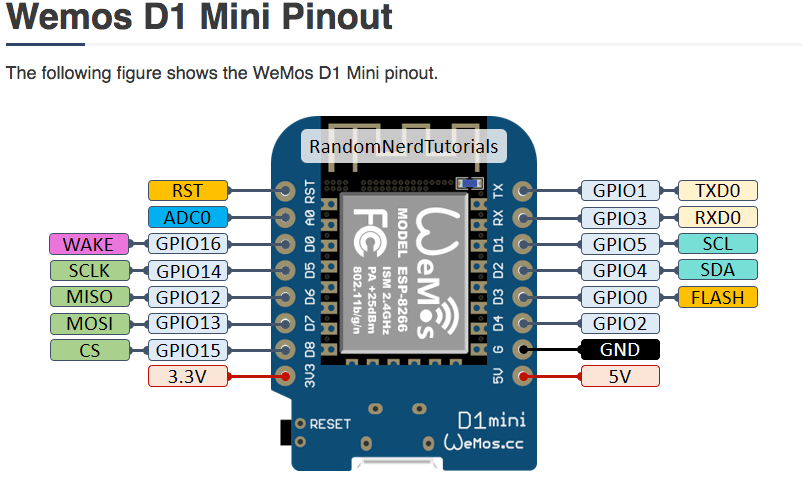 Wemos D1 Mini Pinout
The following figure shows the WeMos D1 Mini pinout.
RandomNerdTutorials
RST RST TX GPIO1 TXD0
ADC0 A0 RX GPIO3 RXD0
WAKE GPIO16 D0 D1 GPIO5 SCL
SCLK GPIO14 D5 D2 GPIO4 SDA
MISO GPIO12 D6 D3 GPIO0 FLASH
MOSI GPIO13 D7 D4 GPIO2
CS GPIO15 D8 G GND
3.3V 3V3 5V 5V
WeMos
MODEL ESP-8266
ISM 2.4GHz
PA +25dBm
802.11b/g/n
FC
RESET
D1mini
WeMos.cc